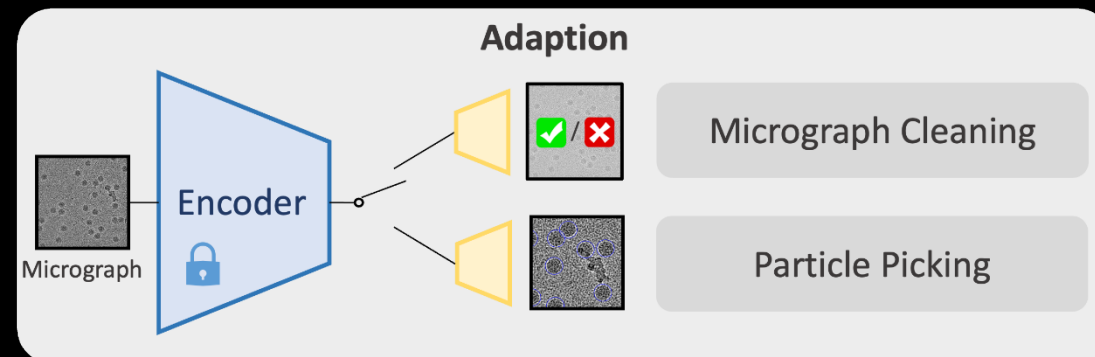 Adaption
Micrograph
Encoder
/
Micrograph Cleaning
Particle Picking